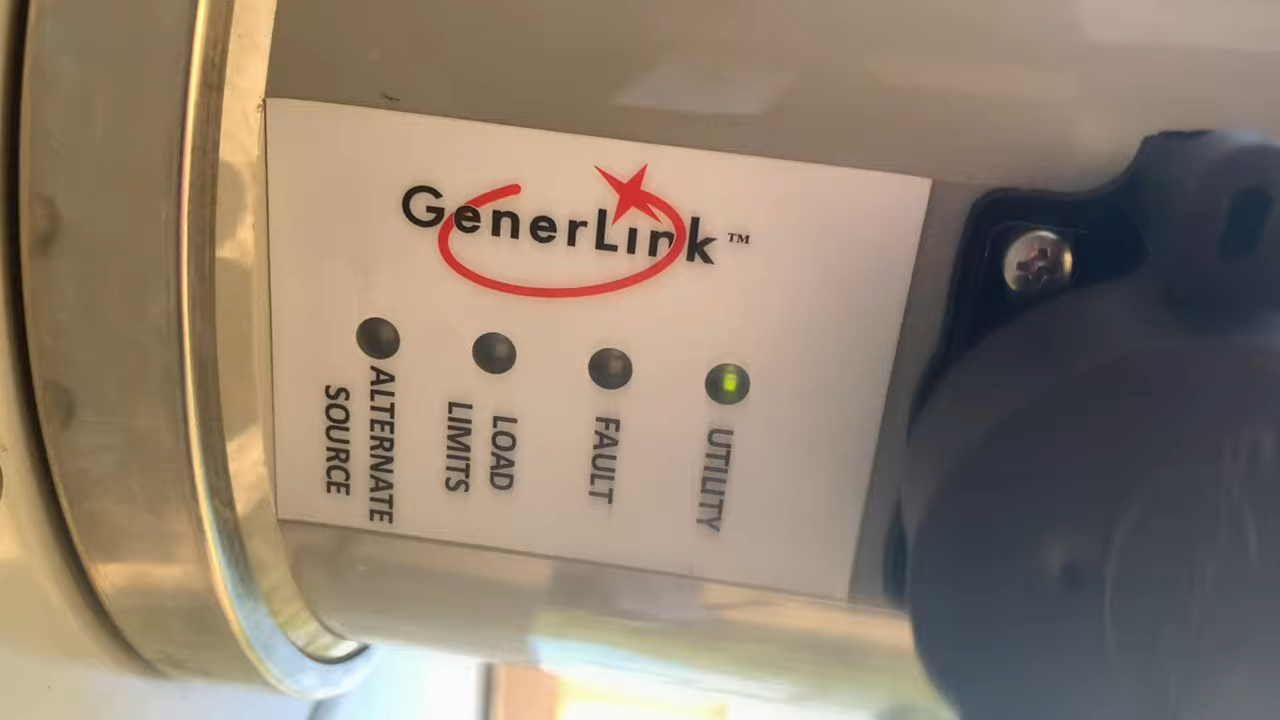 GenerLink™
ALTERNATE
SOURCE
LOAD
LIMITS
FAULT
UTILITY